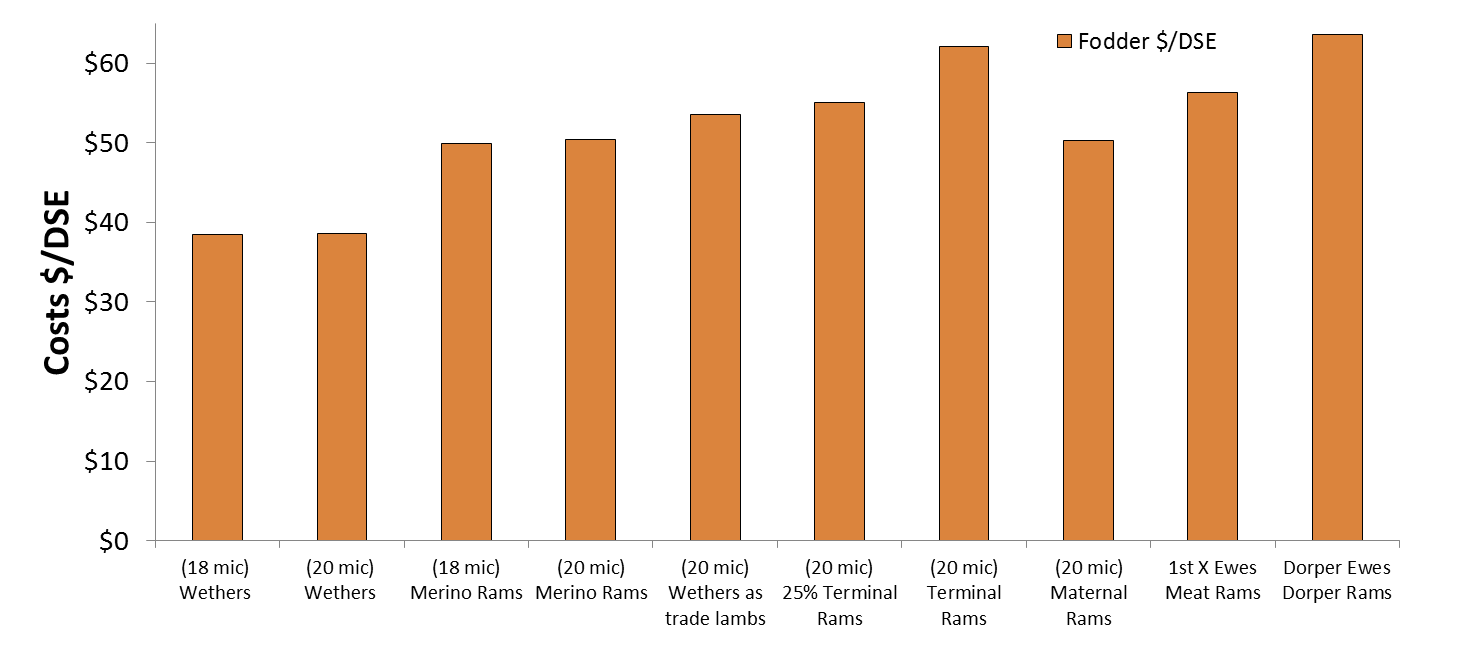 Fodder $/DSE
Costs $/DSE
$60
$50
$40
$30
$20
$10
$0
(18 mic)
Wethers
(20 mic)
Wethers
(18 mic)
Merino Rams
(20 mic)
Merino Rams
(20 mic)
Wethers as
trade lambs
(20 mic)
25% Terminal
Rams
(20 mic)
Terminal
Rams
(20 mic)
Maternal
Rams
1st X Ewes
Meat Rams
Dorper Ewes
Dorper Rams